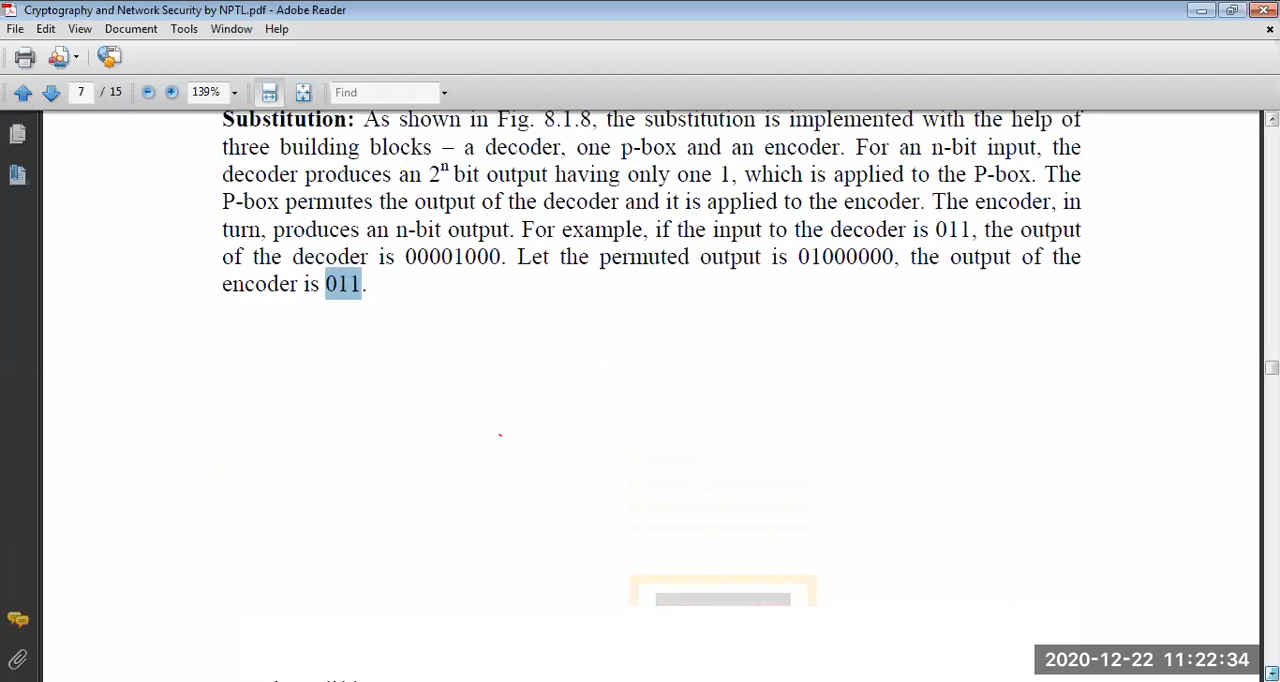 Cryptography and Network Security by NPTL.pdf - Adobe Reader
File Edit View Document Tools Window Help
7 / 15 139% Find
Substitution: As shown in Fig. 8.1.8, the substitution is implemented with the help of
three building blocks – a decoder, one p-box and an encoder. For an n-bit input, the
decoder produces an 2n bit output having only one 1, which is applied to the P-box. The
P-box permutes the output of the decoder and it is applied to the encoder. The encoder, in
turn, produces an n-bit output. For example, if the input to the decoder is 011, the output
of the decoder is 00001000. Let the permuted output is 01000000, the output of the
encoder is 011.
2020-12-22 11:22:34